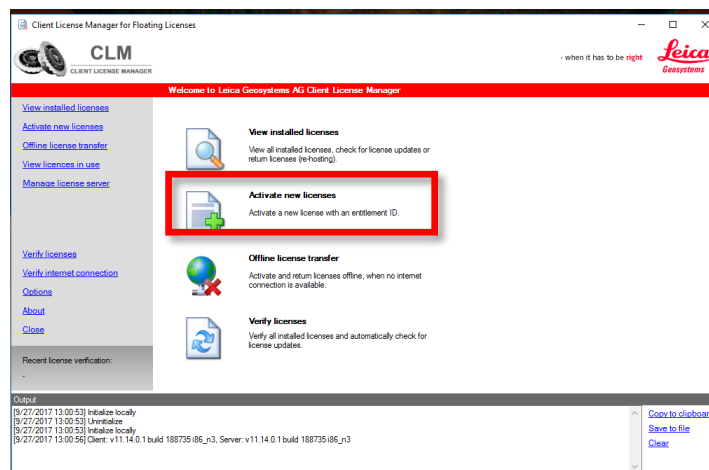 Client License Manager for Floating Licenses
CLM
CLIENT LICENSE MANAGER
- when it has to be right
Leica
Geosystems
Welcome to Leica Geosystems AG Client License Manager
View installed licenses
Activate new licenses
Offline license transfer
View licences in use
Manage license server
Verify licenses
Verify internet connection
Options
About
Close
Recent license verification:
-
View installed licenses
View all installed licenses, check for license updates or
return licenses (re-hosting).
Activate new licenses
Activate a new license with an entitlement ID.
Offline license transfer
Activate and return licenses offline, when no internet
connection is available.
Verify licenses
Verify all installed licenses and automatically check for
license updates.
Output
[9/27/2017 13:00:53] Initialize locally
[9/27/2017 13:00:53] Uninitialize
[9/27/2017 13:00:53] Initialize locally
[9/27/2017 13:00:56] Client: v11.14.0.1 build 188735 i86_n3, Server: v11.14.0.1 build 188735 i86_n3
Copy to clipboar
Save to file
Clear